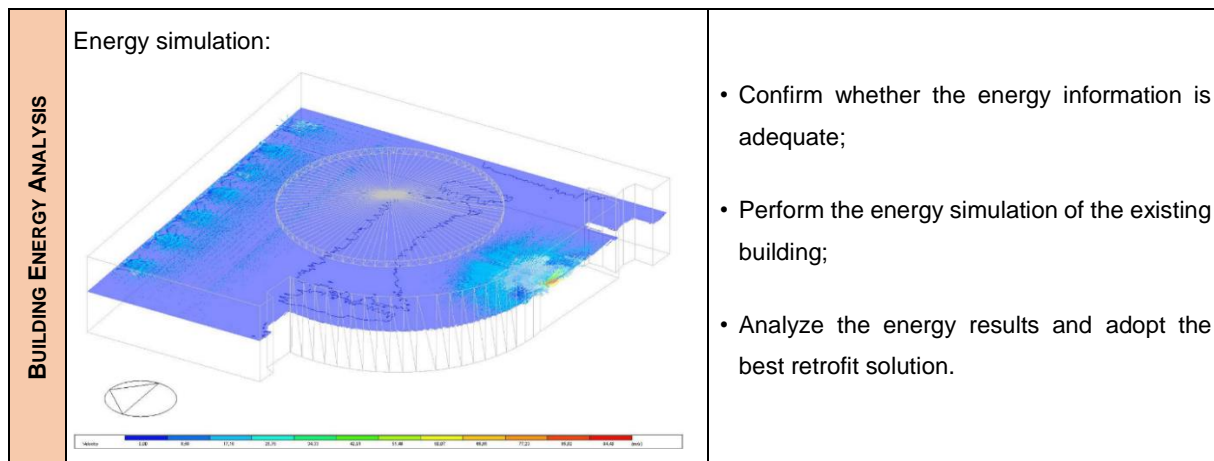 BUILDING ENERGY ANALYSIS
Energy simulation:
Velocity
• Confirm whether the energy information is
adequate;
• Perform the energy simulation of the existing
building;
• Analyze the energy results and adopt the
best retrofit solution.